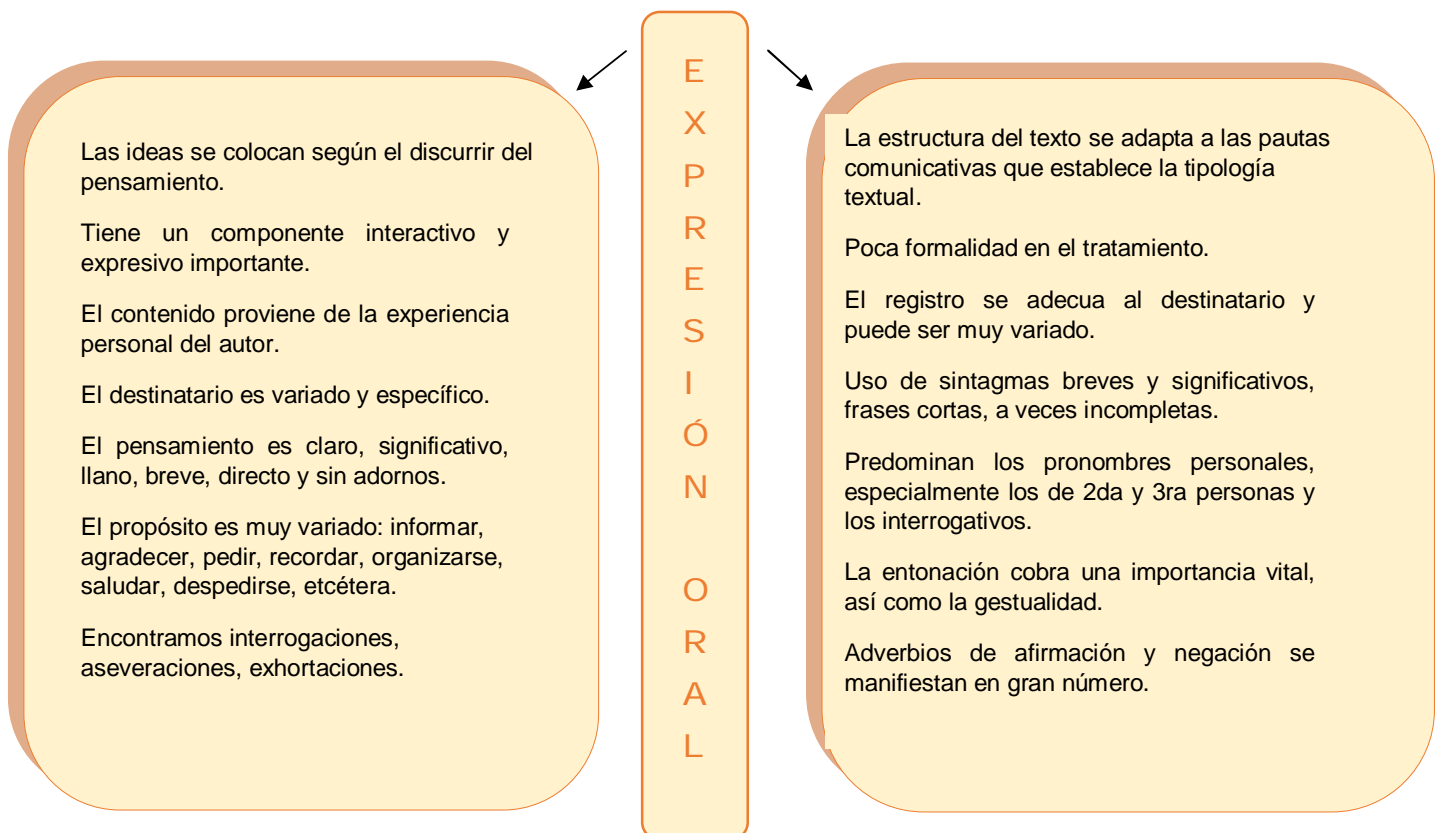 Las ideas se colocan según el discurrir del
pensamiento.
Tiene un componente interactivo y
expresivo importante.
El contenido proviene de la experiencia
personal del autor.
El destinatario es variado y específico.
El pensamiento es claro, significativo,
llano, breve, directo y sin adornos.
El propósito es muy variado: informar,
agradecer, pedir, recordar, organizarse,
saludar, despedirse, etcétera.
Encontramos interrogaciones,
aseveraciones, exhortaciones.
E
X
P
R
E
S
I
Ó
N
O
R
A
L
La estructura del texto se adapta a las pautas
comunicativas que establece la tipología
textual.
Poca formalidad en el tratamiento.
El registro se adecua al destinatario y
puede ser muy variado.
Uso de sintagmas breves y significativos,
frases cortas, a veces incompletas.
Predominan los pronombres personales,
especialmente los de 2da y 3ra personas y
los interrogativos.
La entonación cobra una importancia vital,
así como la gestualidad.
Adverbios de afirmación y negación se
manifiestan en gran número.